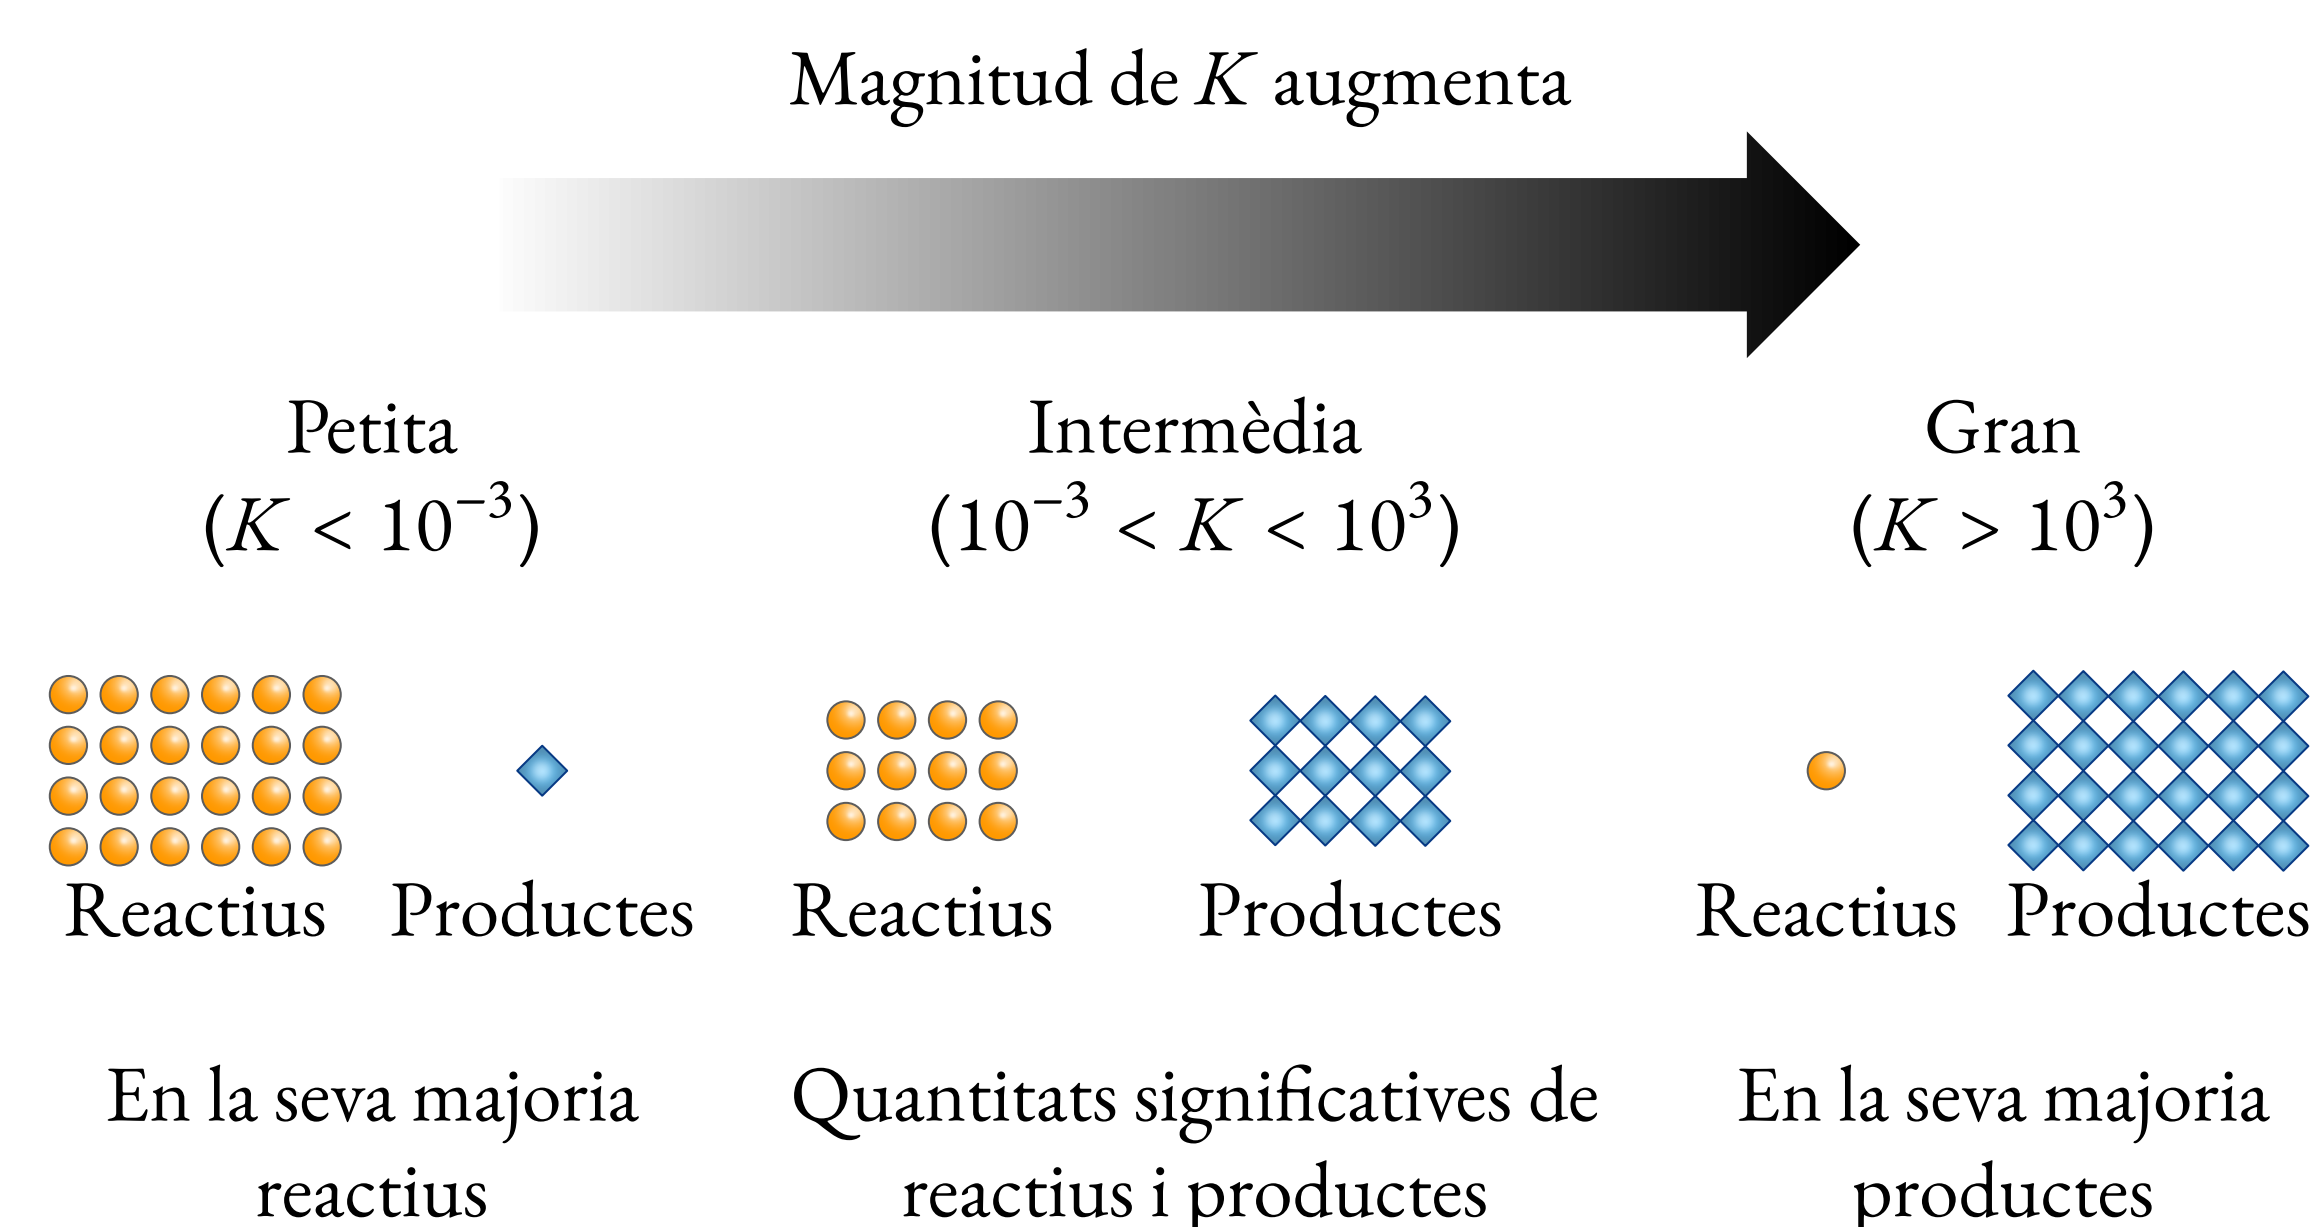 Magnitud de K augmenta
Petita
(K < 10⁻³)
Intermèdia
(10⁻³ < K < 10³)
Gran
(K > 10³)
Reactius
Productes
Reactius
Productes
Reactius
Productes
En la seva majoria
reactius
Quantitats significatives de
reactius i productes
En la seva majoria
productes